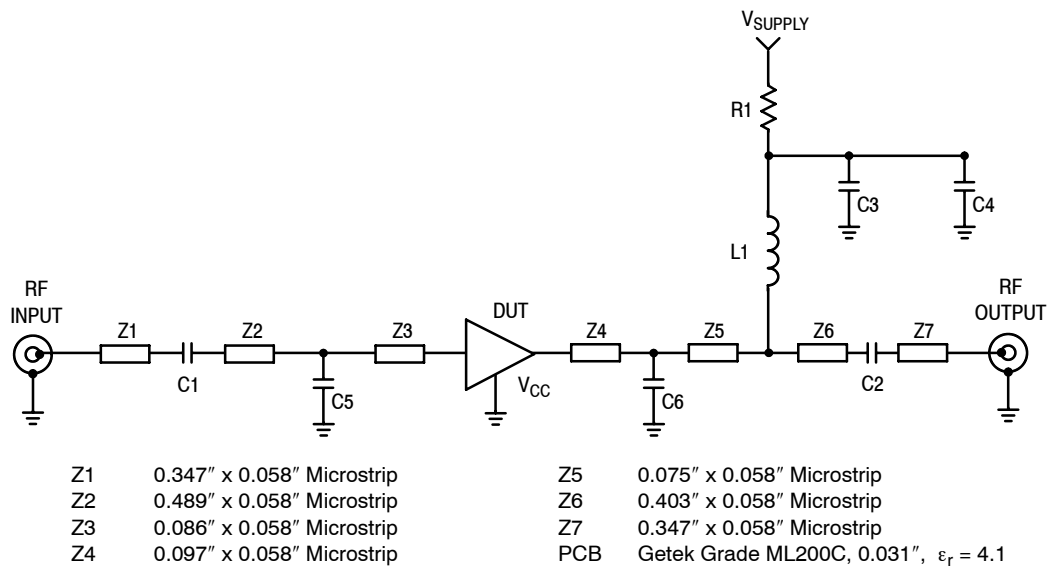 VSUPPLY
R1
C3
C4
L1
RF
INPUT
RF
OUTPUT
DUT
Z1
Z2
Z3
Z4
Z5
Z6
Z7
C1
C5
VCC
C6
C2
Z1 0.347″ x 0.058″ Microstrip
Z2 0.489″ x 0.058″ Microstrip
Z3 0.086″ x 0.058″ Microstrip
Z4 0.097″ x 0.058″ Microstrip
Z5 0.075″ x 0.058″ Microstrip
Z6 0.403″ x 0.058″ Microstrip
Z7 0.347″ x 0.058″ Microstrip
PCB Getek Grade ML200C, 0.031″, εr = 4.1